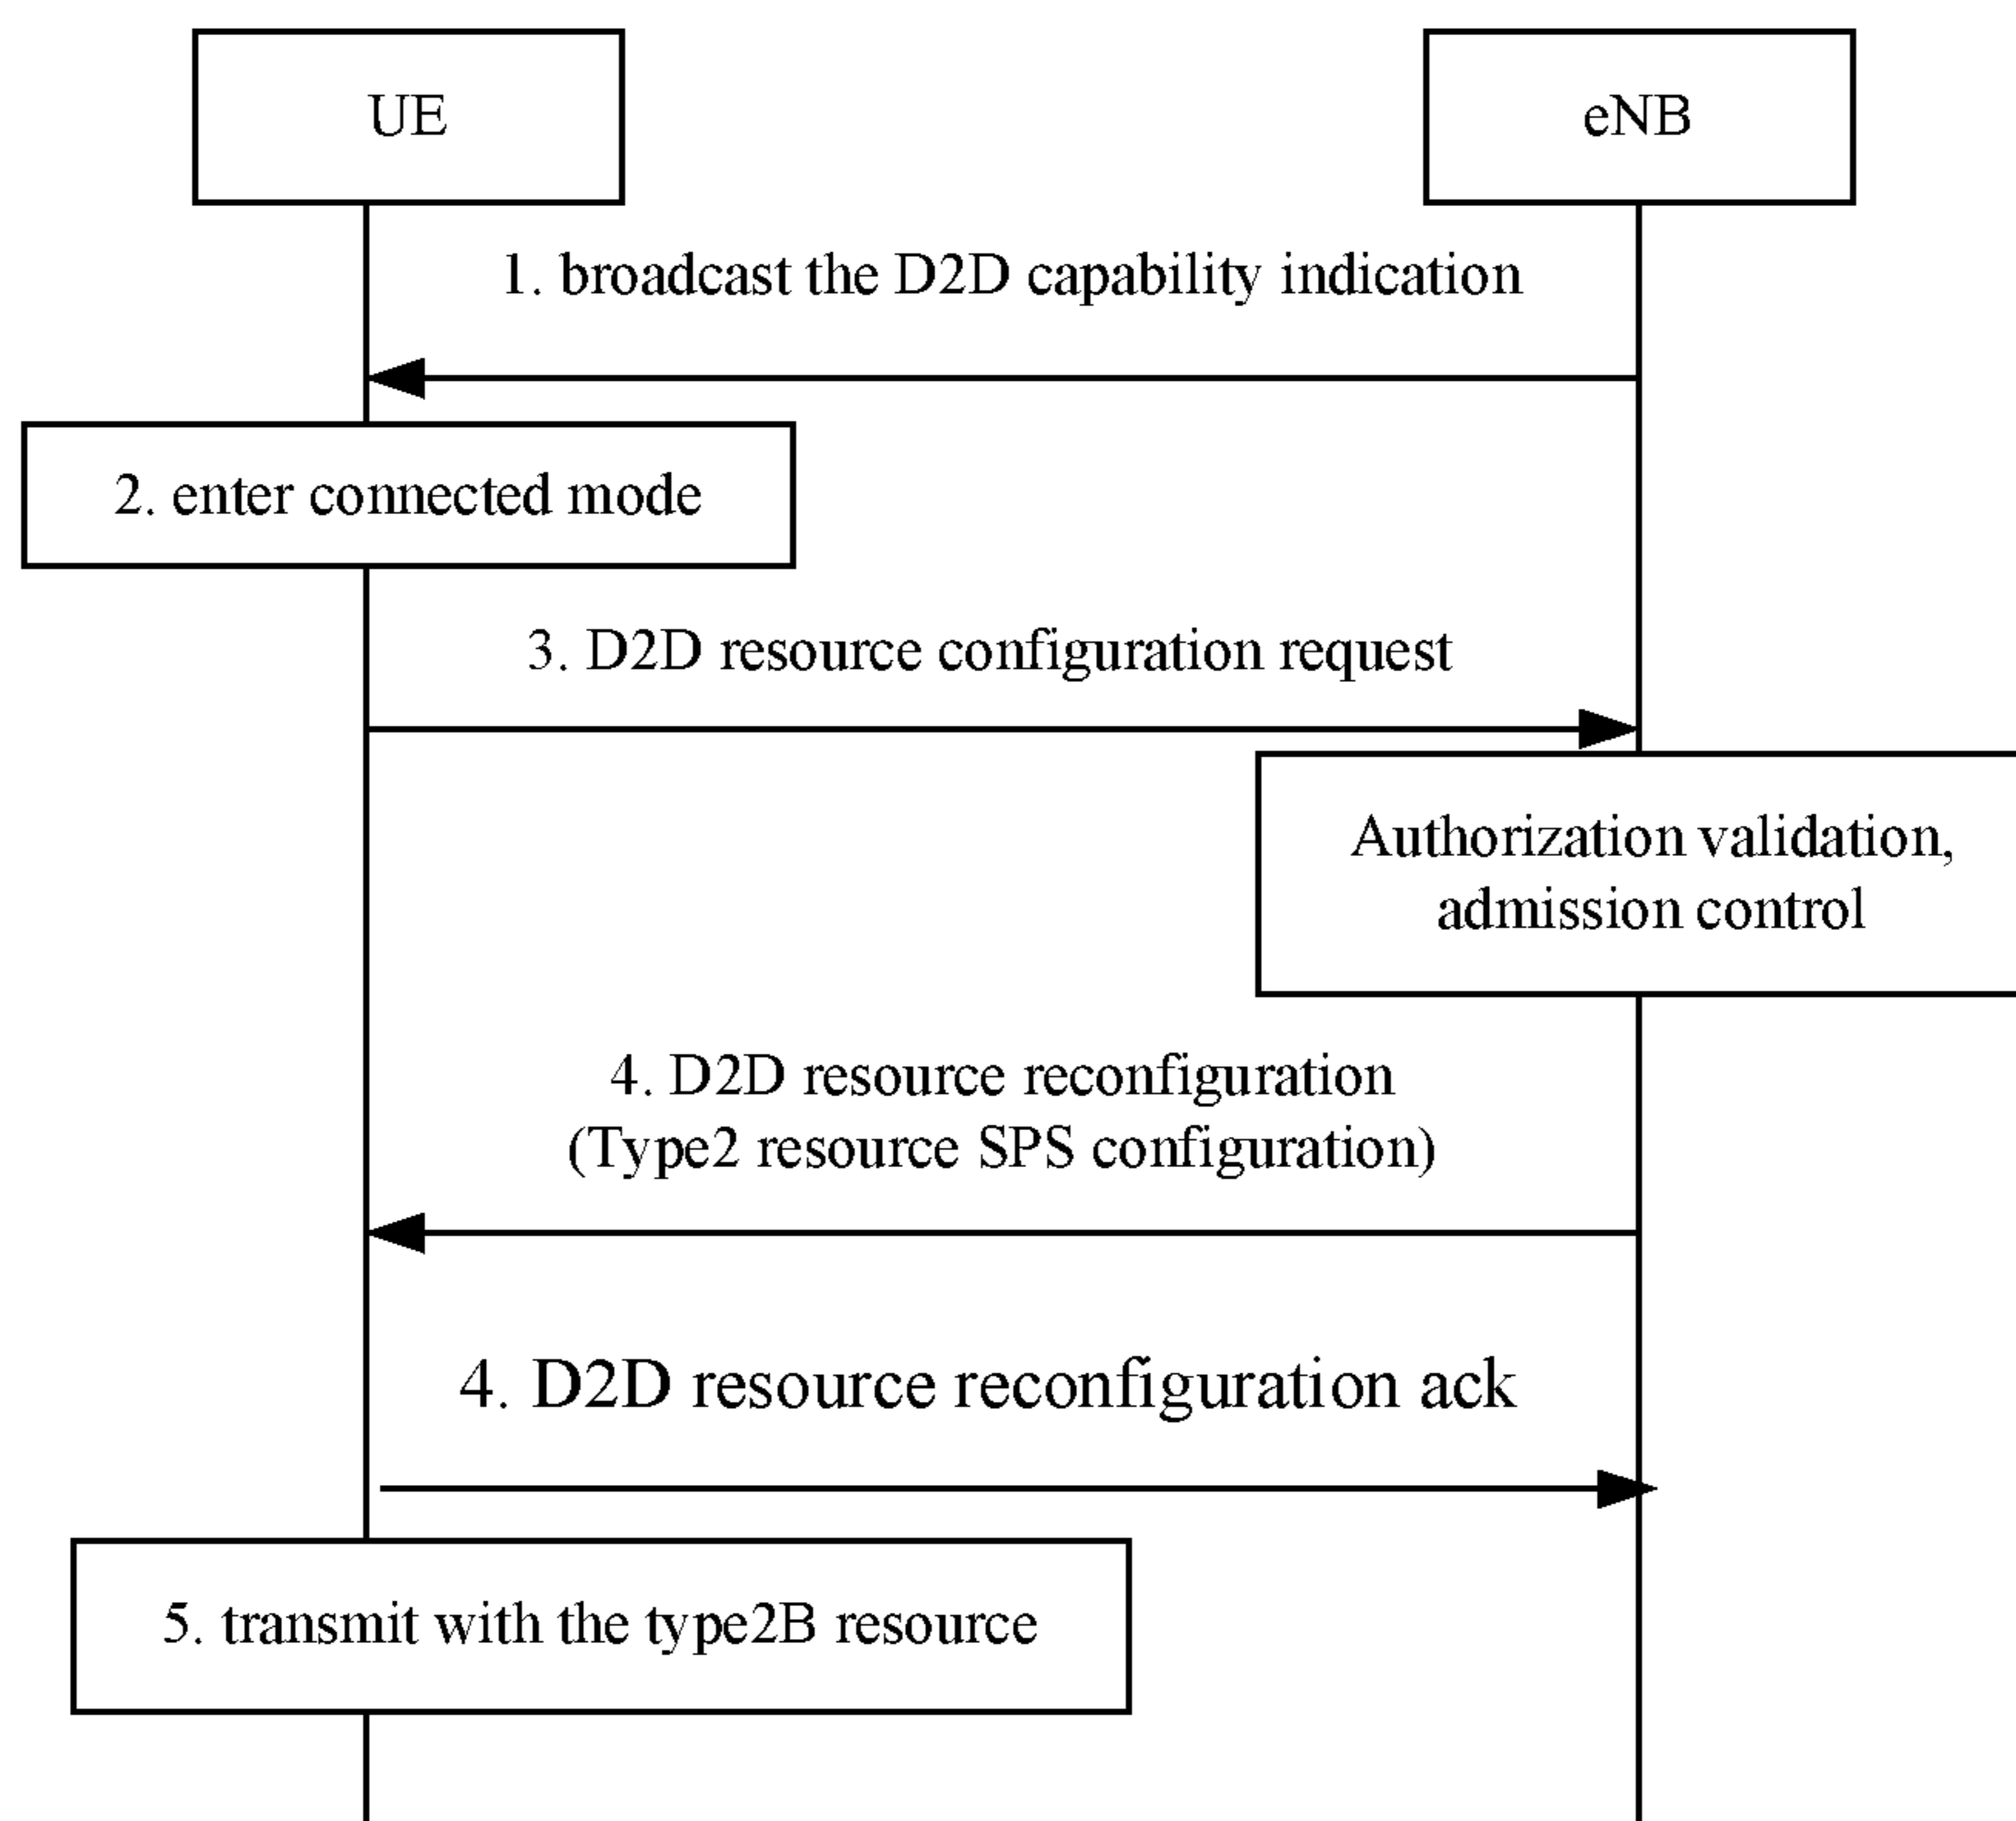 UE
eNB
1. broadcast the D2D capability indication
2. enter connected mode
3. D2D resource configuration request
Authorization validation,
admission control
4. D2D resource reconfiguration
(Type2 resource SPS configuration)
4. D2D resource reconfiguration ack
5. transmit with the type2B resource